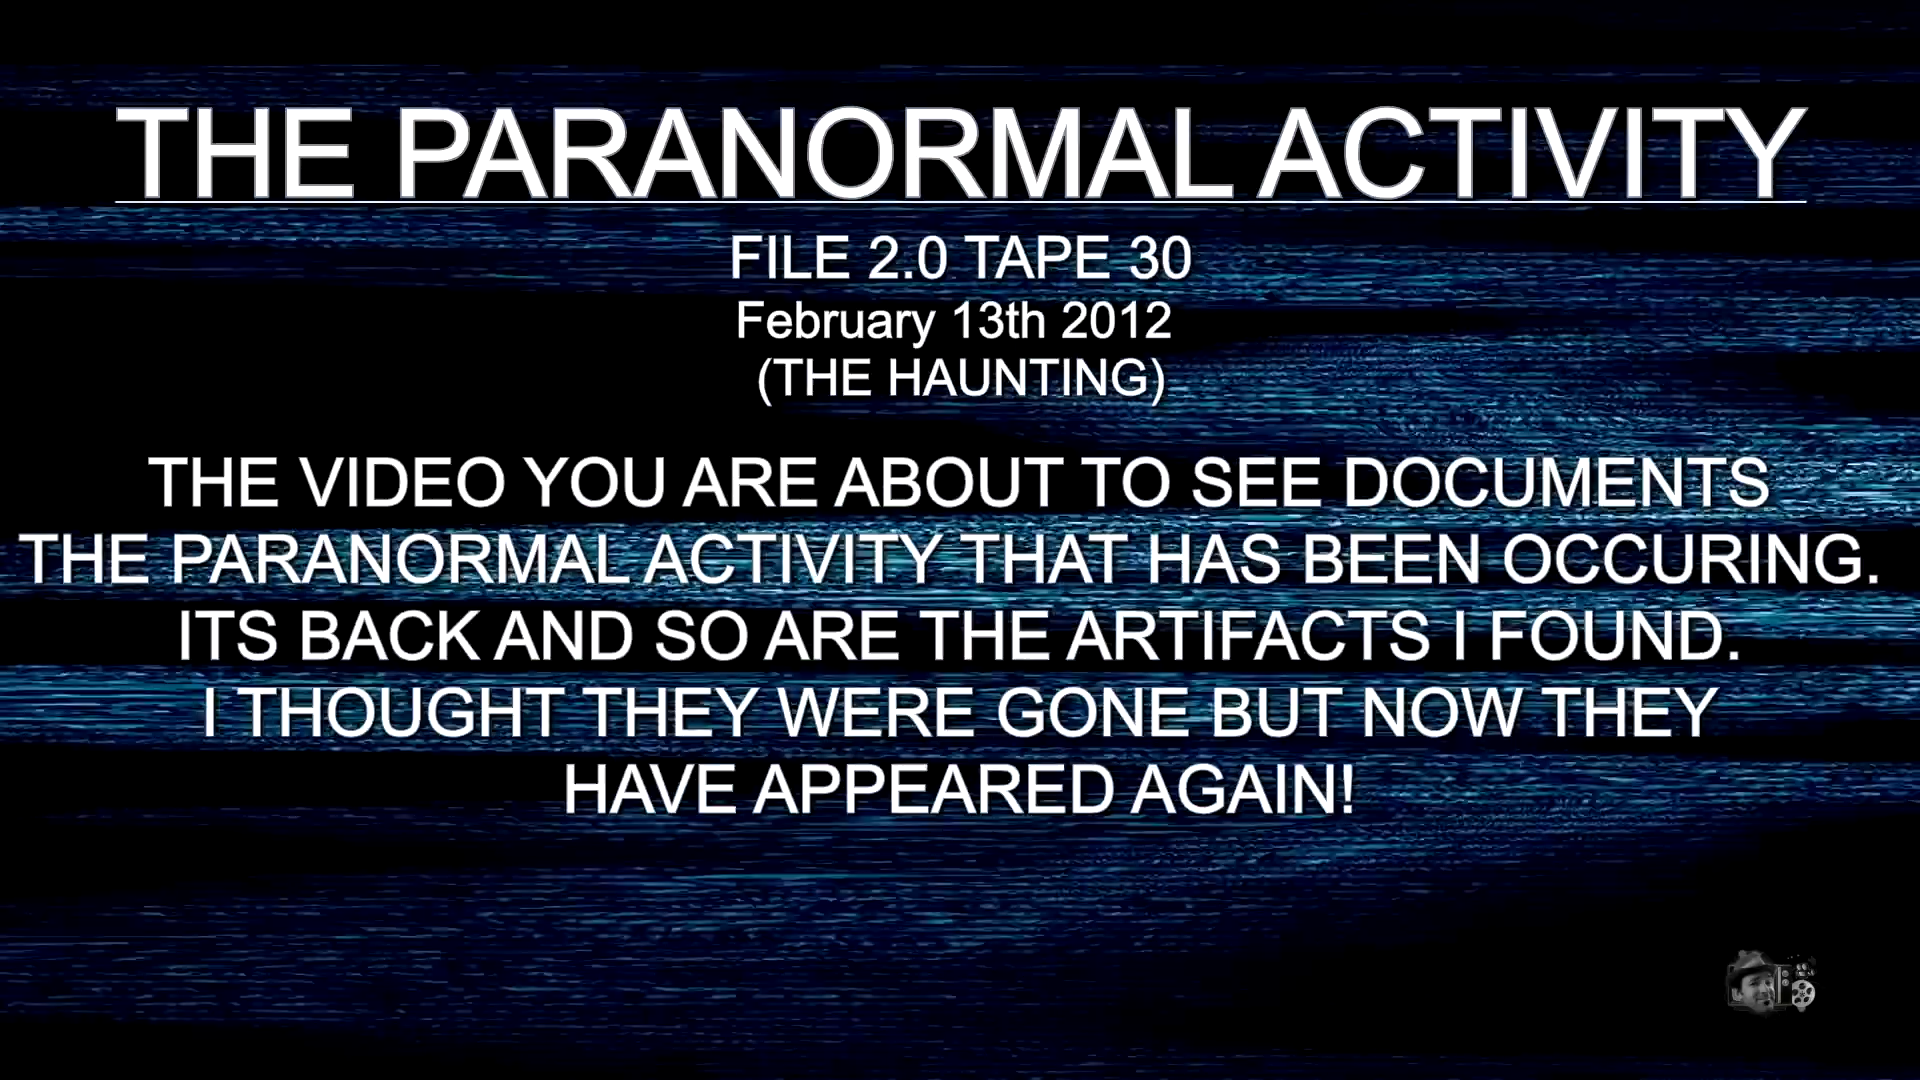 THE PARANORMAL ACTIVITY
FILE 2.0 TAPE 30
February 13th 2012
(THE HAUNTING)
THE VIDEO YOU ARE ABOUT TO SEE DOCUMENTS
THE PARANORMAL ACTIVITY THAT HAS BEEN OCCURING.
ITS BACK AND SO ARE THE ARTIFACTS I FOUND.
I THOUGHT THEY WERE GONE BUT NOW THEY
HAVE APPEARED AGAIN!